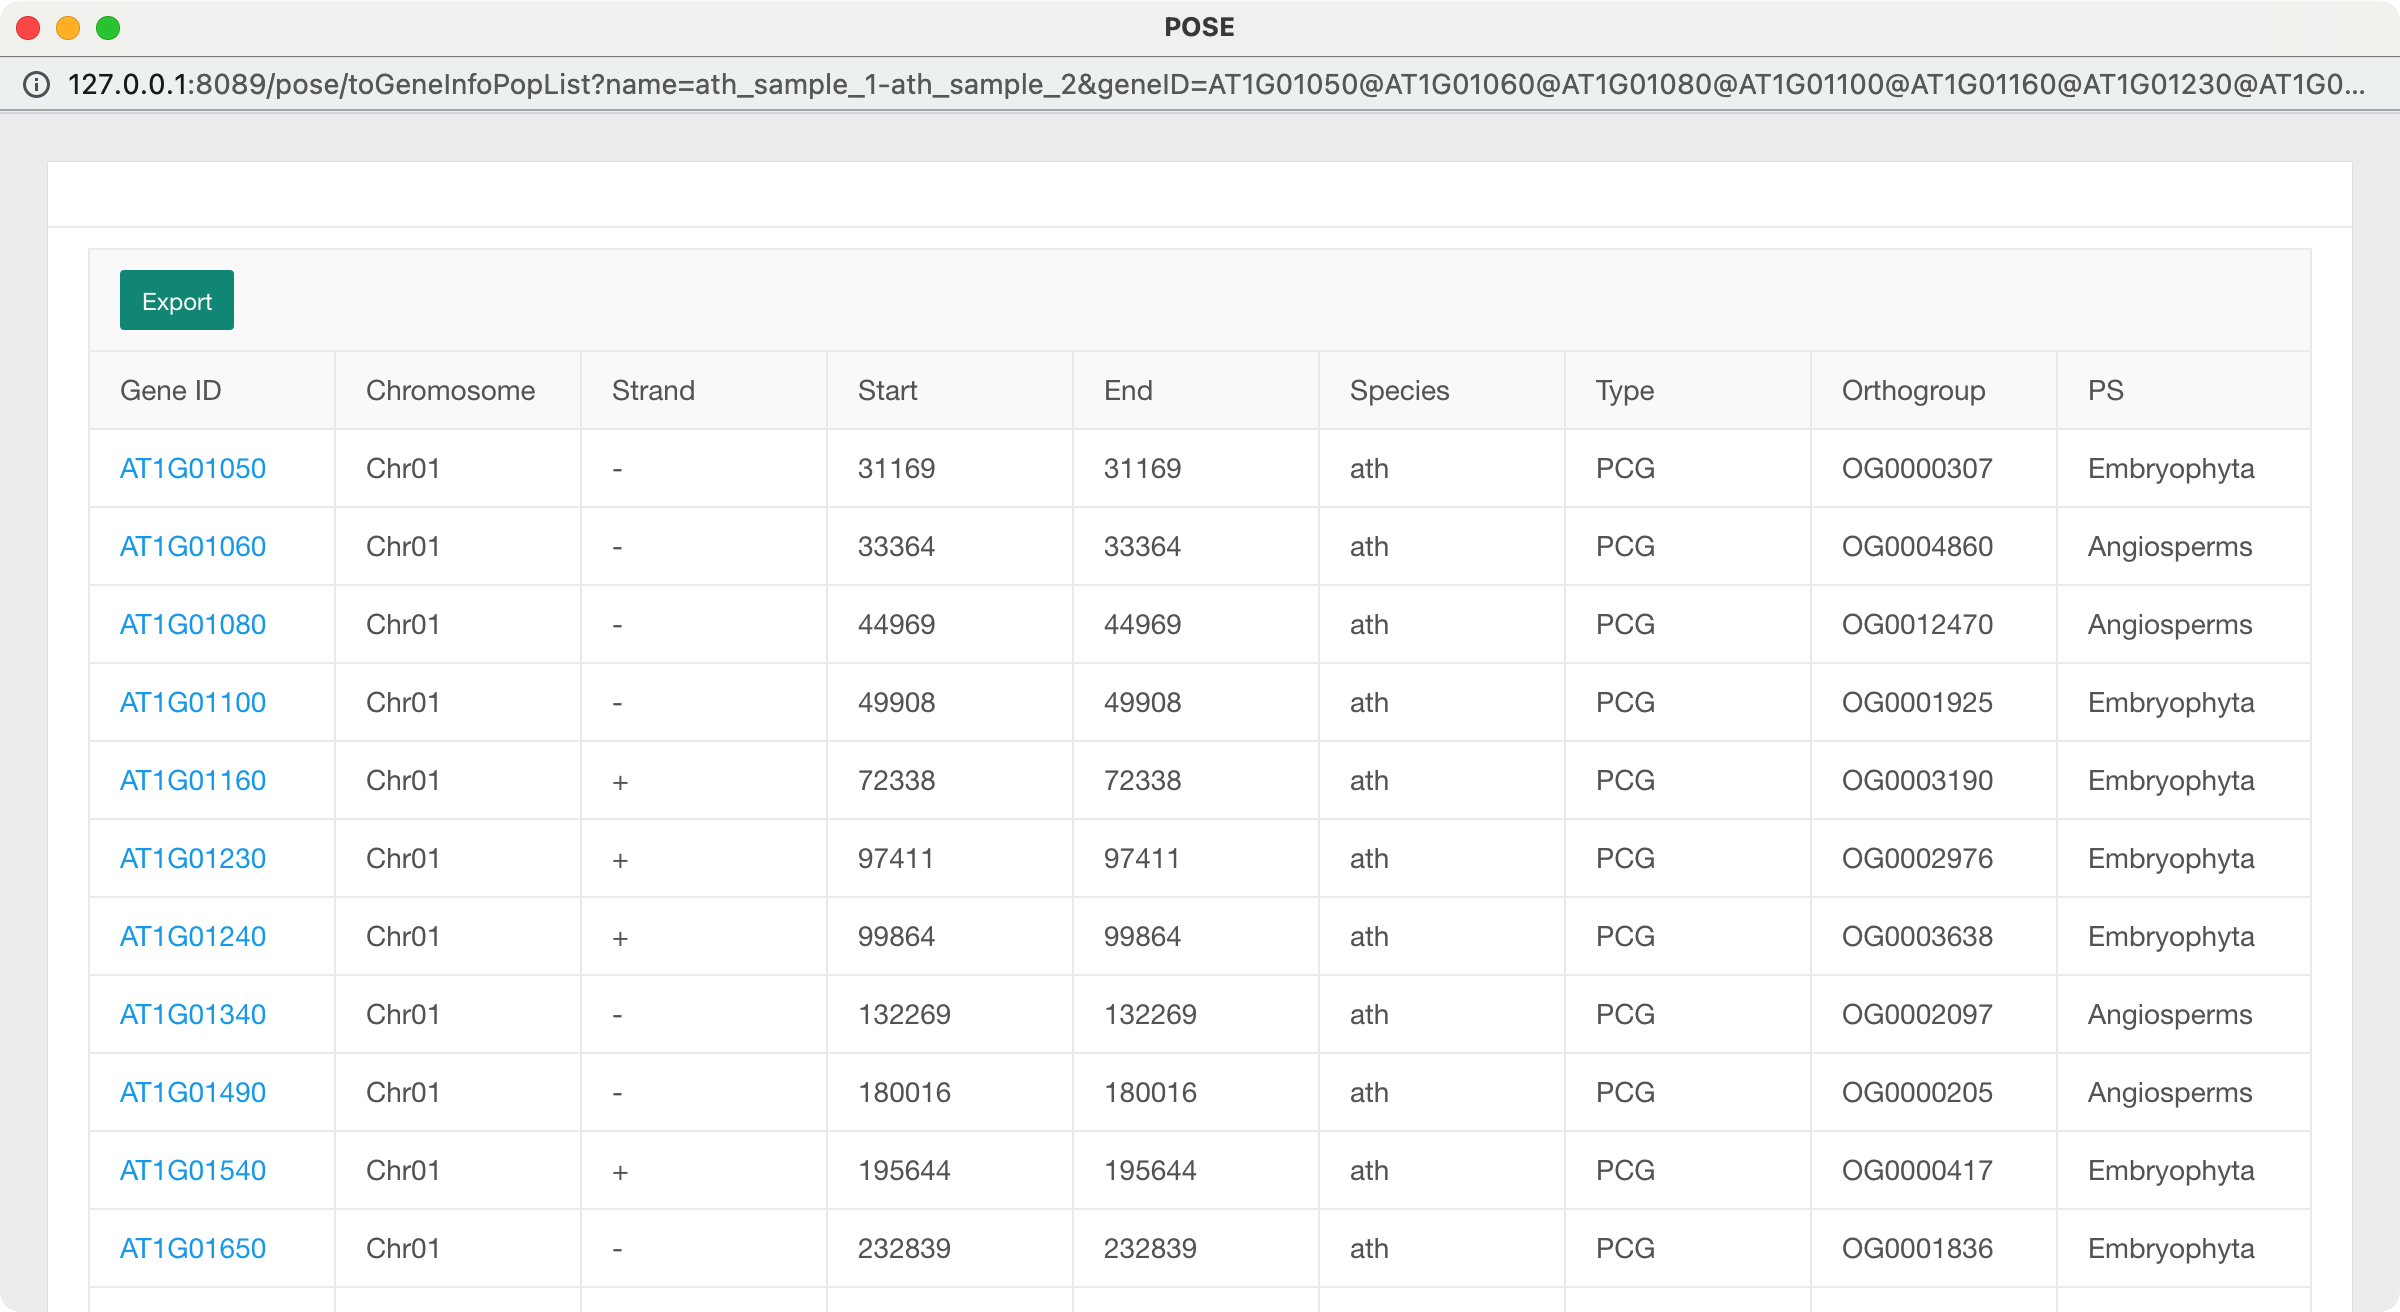 POSE
127.0.0.1:8089/pose/toGeneInfoPopList?name=ath_sample_1-ath_sample_2&geneID=AT1G01050@AT1G01060@AT1G01080@AT1G01100@AT1G01160@AT1G01230@AT1G0...
Export
Gene ID Chromosome Strand Start End Species Type Orthogroup PS
AT1G01050 Chr01 - 31169 31169 ath PCG OG0000307 Embryophyta
AT1G01060 Chr01 - 33364 33364 ath PCG OG0004860 Angiosperms
AT1G01080 Chr01 - 44969 44969 ath PCG OG0012470 Angiosperms
AT1G01100 Chr01 - 49908 49908 ath PCG OG0001925 Embryophyta
AT1G01160 Chr01 + 72338 72338 ath PCG OG0003190 Embryophyta
AT1G01230 Chr01 + 97411 97411 ath PCG OG0002976 Embryophyta
AT1G01240 Chr01 + 99864 99864 ath PCG OG0003638 Embryophyta
AT1G01340 Chr01 - 132269 132269 ath PCG OG0002097 Angiosperms
AT1G01490 Chr01 - 180016 180016 ath PCG OG0000205 Angiosperms
AT1G01540 Chr01 + 195644 195644 ath PCG OG0000417 Embryophyta
AT1G01650 Chr01 - 232839 232839 ath PCG OG0001836 Embryophyta